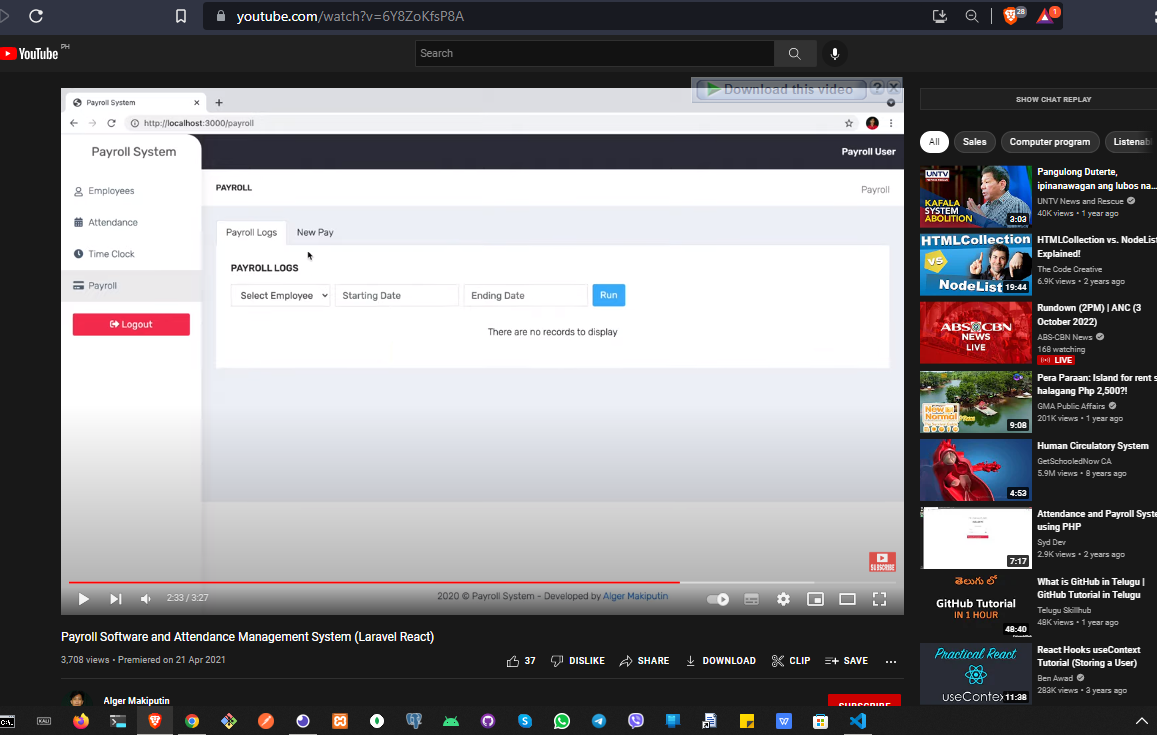 youtube.com/watch?v=6Y8ZoKfsP8A
28
1
YouTube PH
Search
Download this video ? X
Payroll System
http://localhost:3000/payroll
Payroll System
Employees
Attendance
Time Clock
Payroll
Logout
Payroll User
PAYROLL
Payroll
Payroll Logs
New Pay
PAYROLL LOGS
Select Employee
Starting Date
Ending Date
Run
There are no records to display
SUBSCRIBE
2020 © Payroll System - Developed by Alger Makiputin
2:33 / 3:27
Payroll Software and Attendance Management System (Laravel React)
3,708 views • Premiered on 21 Apr 2021
37
DISLIKE
SHARE
DOWNLOAD
CLIP
SAVE
Alger Makiputin
SUBSCRIBE
SHOW CHAT REPLAY
All
Sales
Computer program
Listenab
UNTV
KAFALA
SYSTEM
ABOLITION
3:03
Pangulong Duterte,
ipinanawagan ang lubos na...
UNTV News and Rescue
40K views • 1 year ago
HTMLCollection
VS
NodeList
19:44
HTMLCollection vs. NodeList
Explained!
The Code Creative
6.9K views • 2 years ago
ABS-CBN
NEWS
LIVE
Rundown (2PM) | ANC (3
October 2022)
ABS-CBN News
168 watching
LIVE
New
Normal
9:08
Pera Paraan: Island for rent s
halagang Php 2,500?!
GMA Public Affairs
201K views • 1 year ago
4:53
Human Circulatory System
GetSchooledNow CA
5.9M views • 8 years ago
7:17
Attendance and Payroll Syste
using PHP
Syd Dev
2.9K views • 2 years ago
తెలుగు లో
GitHub Tutorial
IN 1 HOUR
48:40
What is GitHub in Telugu |
GitHub Tutorial in Telugu
Telugu Skillhub
48K views • 1 year ago
Practical React
useContex
11:38
React Hooks useContext
Tutorial (Storing a User)
Ben Awad
283K views • 3 years ago
KALI